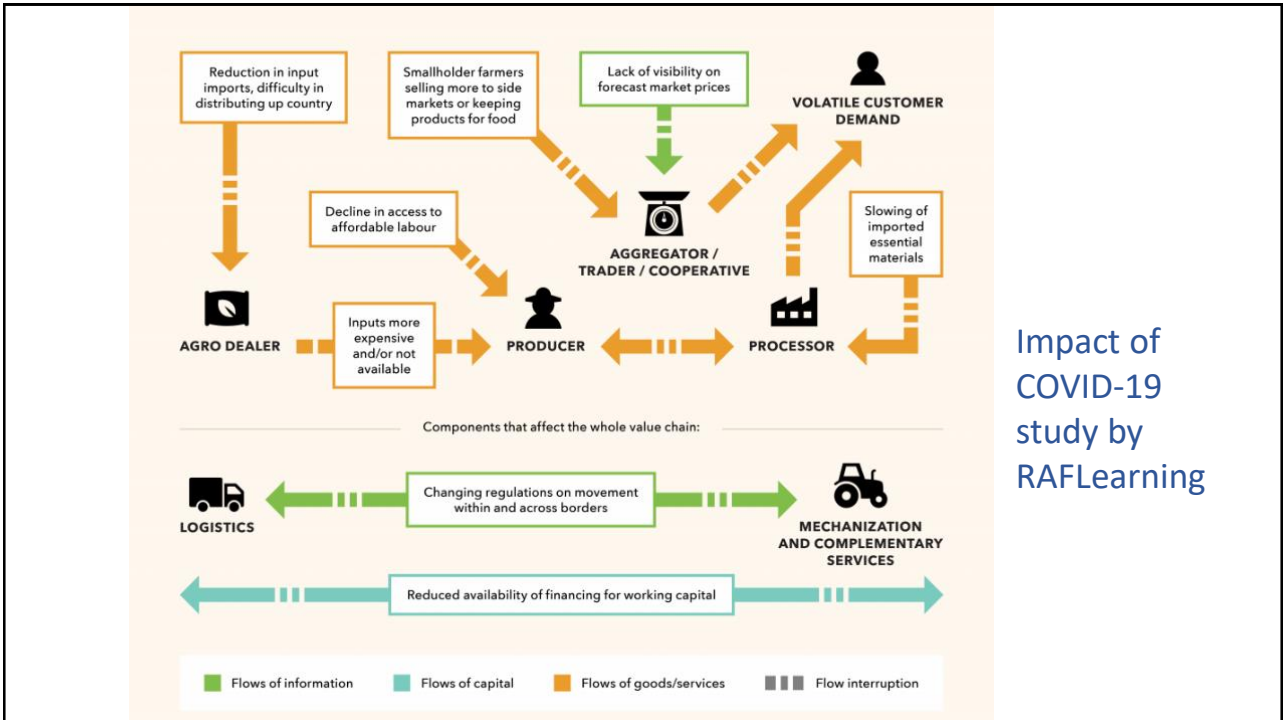 Reduction in input
imports, difficulty in
distributing up country
Smallholder farmers
selling more to side
markets or keeping
products for food
Lack of visibility on
forecast market prices
VOLATILE CUSTOMER
DEMAND
Decline in access to
affordable labour
AGGREGATOR /
TRADER / COOPERATIVE
Slowing of
imported
essential
materials
AGRO DEALER
Inputs more
expensive
and/or not
available
PRODUCER
PROCESSOR
Components that affect the whole value chain:
LOGISTICS
Changing regulations on movement
within and across borders
MECHANIZATION
AND COMPLEMENTARY
SERVICES
Reduced availability of financing for working capital
Flows of information
Flows of capital
Flows of goods/services
Flow interruption
Impact of
COVID-19
study by
RAFLearning